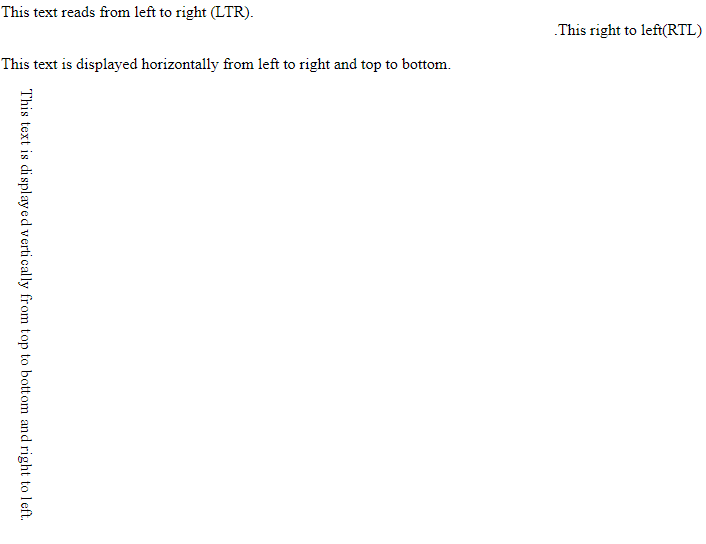 This text reads from left to right (LTR).
.This right to left(RTL)
This text is displayed horizontally from left to right and top to bottom.
This text is displayed vertically from top to bottom and right to left.